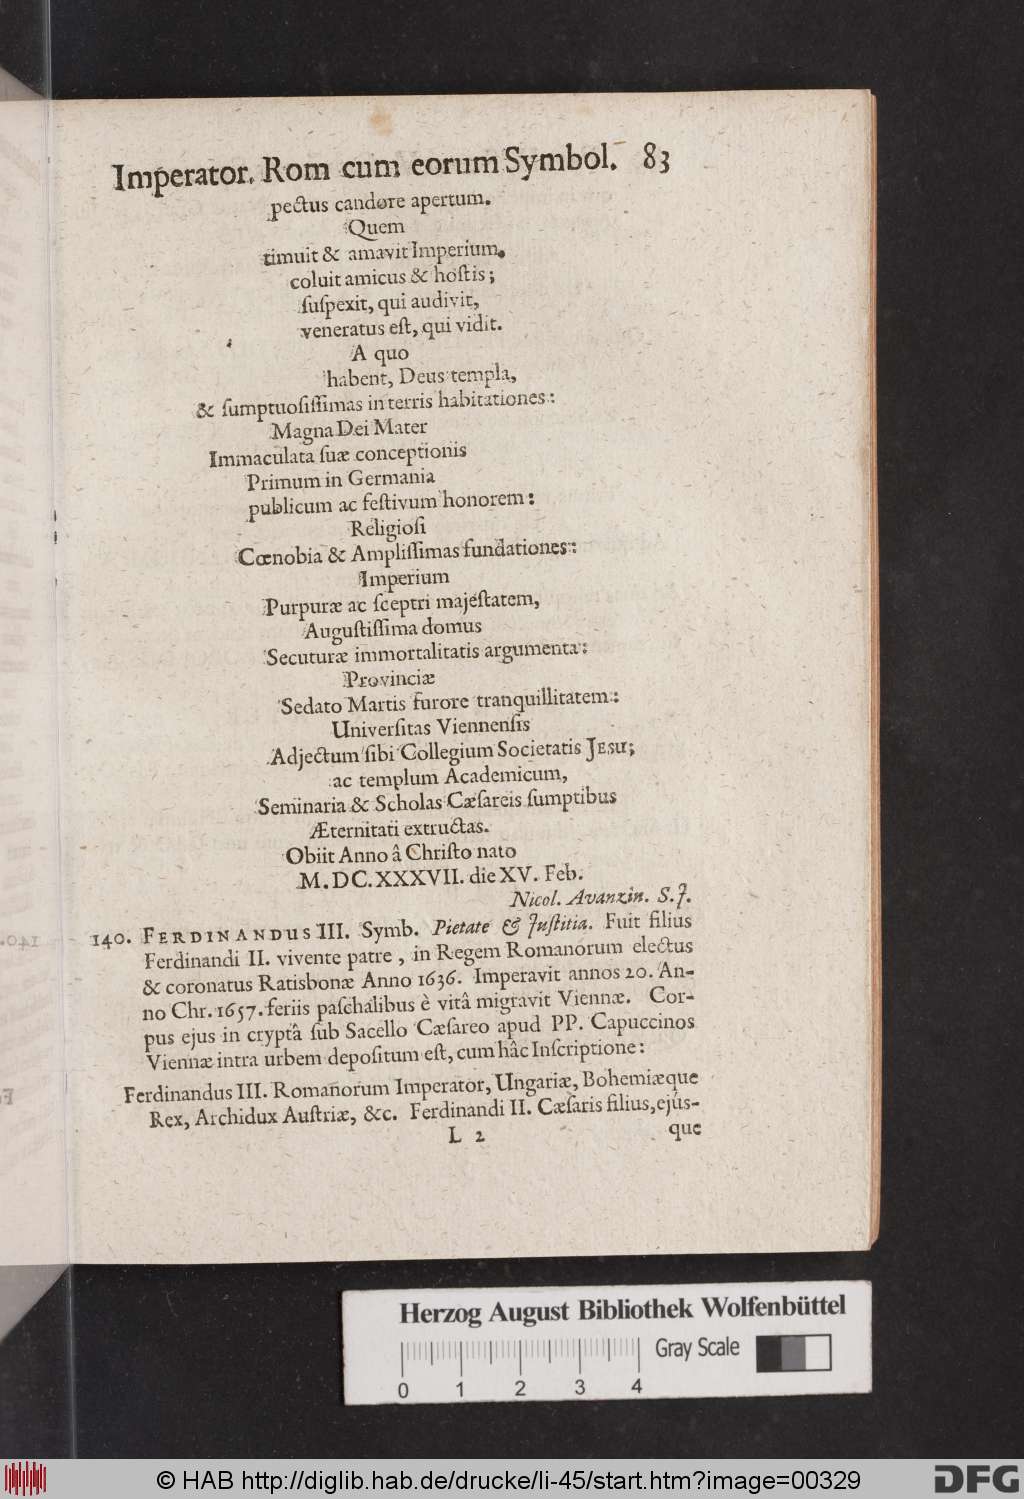 Imperator. Rom cum eorum Symbol. 83
pectus candore apertum.
Quem
timuit & amavit Imperium,
coluit amicus & hostis;
ſuſpexit, qui audivit,
veneratus eſt, qui vidit.
A quo
habent, Deus templa,
& ſumptuoſiſſimas in terris habitationes:
Magna Dei Mater
Immaculata ſuæ conceptionis
Primum in Germania
publicum ac feſtivum honorem:
Religioſi
Cœnobia & Ampliſſimas fundationes:
Imperium
Purpuræ ac ſceptri majeſtatem,
Auguſtiſſima domus
Secuturæ immortalitatis argumenta:
Provinciæ
Sedato Martis furore tranquillitatem:
Univerſitas Viennenſis
Adjectum ſibi Collegium Societatis JESU;
ac templum Academicum,
Seminaria & Scholas Cæſareis ſumptibus
Æternitati extructas.
Obiit Anno â Chriſto nato
M. DC. XXXVII. die XV. Feb.
Nicol. Avanzin. S. J.
140. FERDINANDUS III. Symb. Pietate & Juſtitia. Fuit filius
Ferdinandi II. vivente patre, in Regem Romanorum electus
& coronatus Ratisbonæ Anno 1636. Imperavit annos 20. An-
no Chr. 1657. feriis paſchalibus è vitâ migravit Viennæ. Cor-
pus ejus in cryptâ ſub Sacello Cæſareo apud PP. Capuccinos
Viennæ intra urbem depoſitum eſt, cum hâc Inſcriptione:
Ferdinandus III. Romanorum Imperator, Ungariæ, Bohemiæque
Rex, Archidux Auſtriæ, &c. Ferdinandi II. Cæſaris filius, ejús-
L 2 que
Herzog August Bibliothek Wolfenbüttel
Gray Scale
0 1 2 3 4
© HAB http://diglib.hab.de/drucke/li-45/start.htm?image=00329
DFG